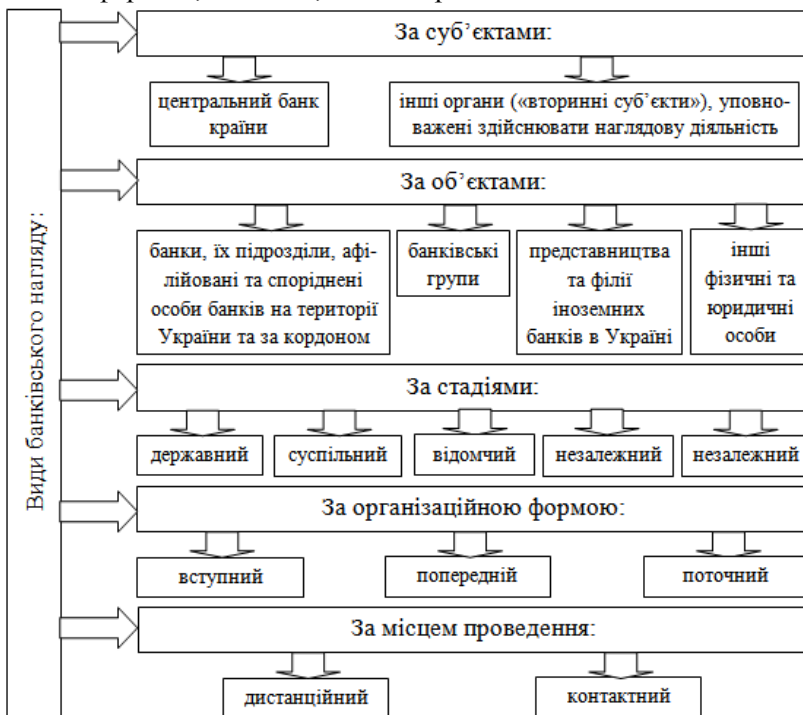 Види банківського нагляду:
За суб’єктами:
центральний банк
країни
інші органи («вторинні суб’єкти»), уповно-
важені здійснювати наглядову діяльність
За об’єктами:
банки, їх підрозділи, афі-
лійовані та споріднені
особи банків на території
України та за кордоном
банківські
групи
представництва
та філії
іноземних
банків в Україні
інші
фізичні та
юридичні
особи
За стадіями:
державний
суспільний
відомчий
незалежний
незалежний
За організаційною формою:
вступний
попередній
поточний
За місцем проведення:
дистанційний
контактний